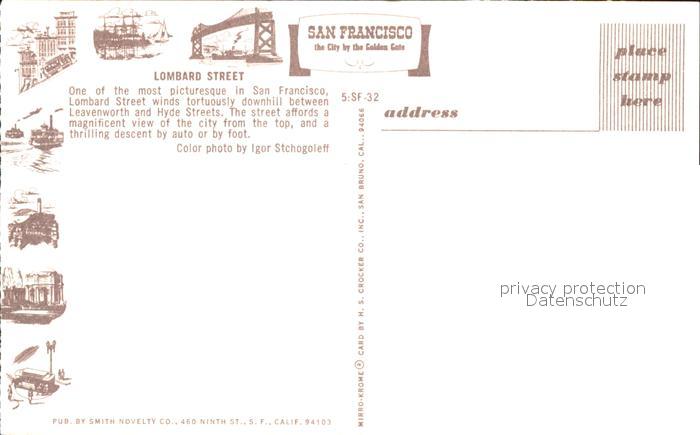 SAN FRANCISCO
the City by the Golden Gate
place
stamp
here
LOMBARD STREET
One of the most picturesque in San Francisco,
Lombard Street winds tortuously downhill between
Leavenworth and Hyde Streets. The street affords a
magnificent view of the city from the top, and a
thrilling descent by auto or by foot.
Color photo by Igor Stchogoleff
5:SF-32
address
MIRRO-KROME® CARD BY H. S. CROCKER CO., INC., SAN BRUNO, CAL., 94066
privacy protection
Datenschutz
PUB. BY SMITH NOVELTY CO., 460 NINTH ST., S. F., CALIF. 94103